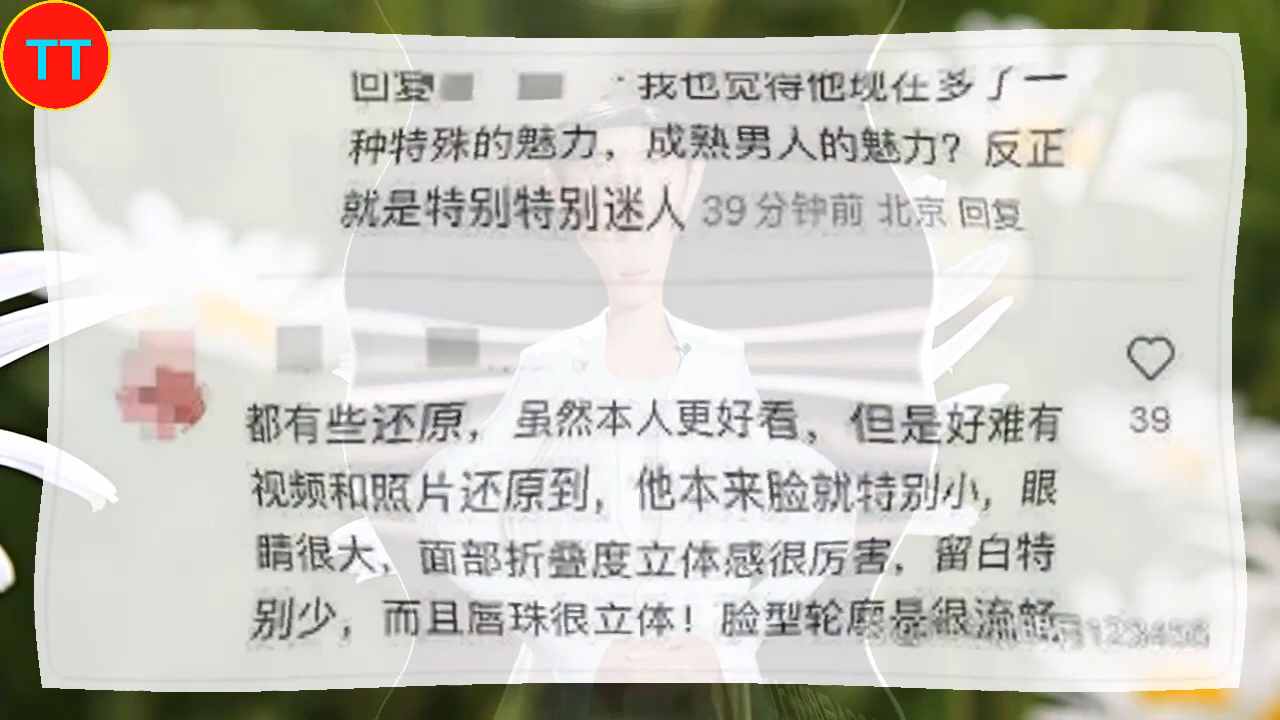 TT
回复 我也觉得他现在多了一
种特殊的魅力，成熟男人的魅力？反正
就是特别特别迷人 39分钟前 北京 回复
都有些还原，虽然本人更好看，但是好难有
39
视频和照片还原到，他本来脸就特别小，眼
睛很大，面部折叠度立体感很厉害，留白特
别少，而且唇珠很立体！脸型轮廓是很流畅